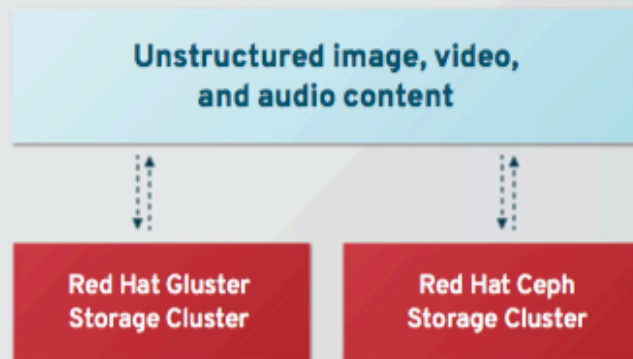 Unstructured image, video,
and audio content
Red Hat Gluster
Storage Cluster
Red Hat Ceph
Storage Cluster